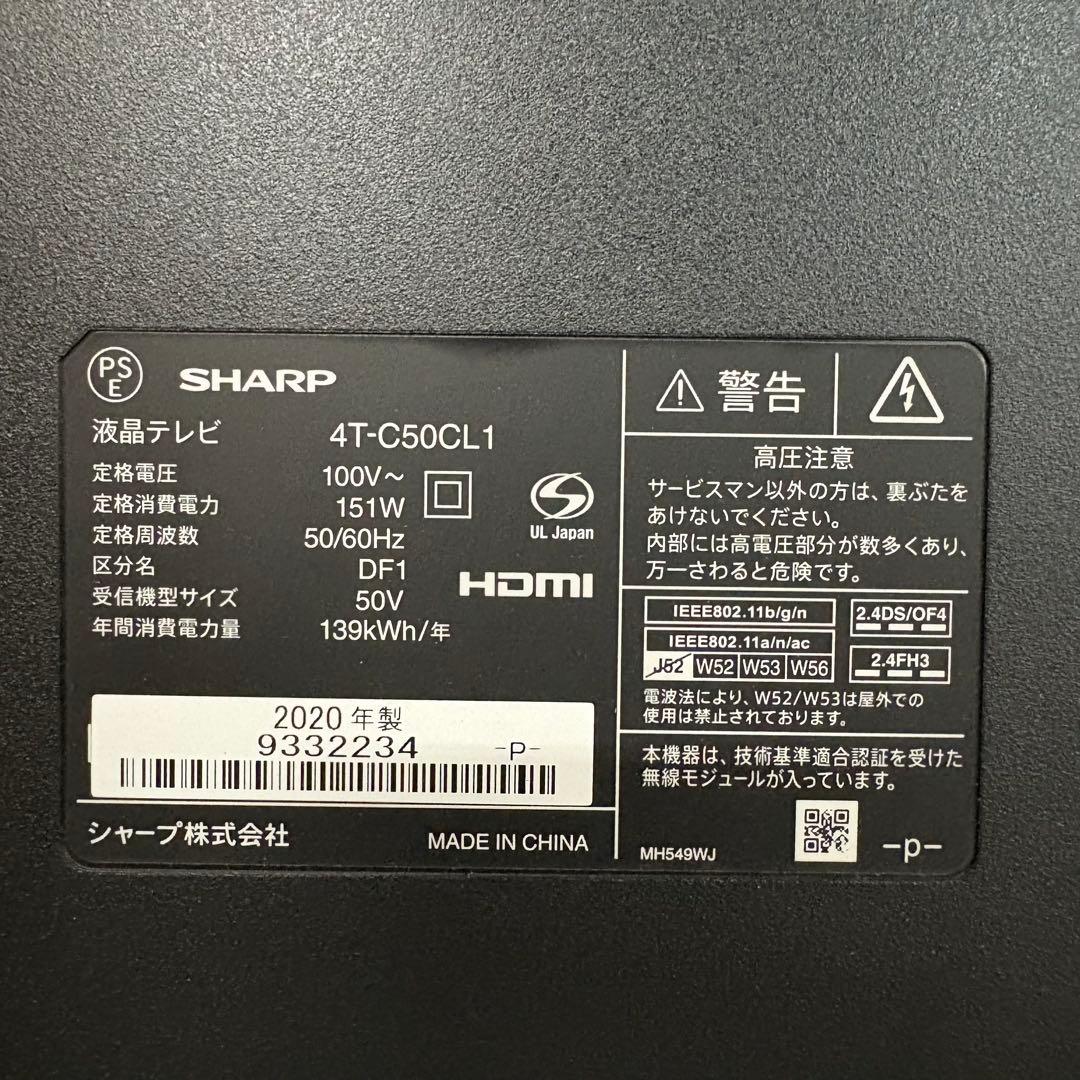 PS
E
SHARP
液晶テレビ 4T-C50CL1
定格電圧 100V～
定格消費電力 151W
定格周波数 50/60Hz
区分名 DF1
受信機型サイズ 50V
年間消費電力量 139kWh/年
UL Japan
HDMI
2020年製
9332234 -P-
シャープ株式会社 MADE IN CHINA
警告
高圧注意
サービスマン以外の方は、裏ぶたを
あけないでください。
内部には高電圧部分が数多くあり、
万一さわると危険です。
IEEE802.11b/g/n
IEEE802.11a/n/ac
J52 W52 W53 W56
2.4DS/OF4
2.4FH3
電波法により、W52/W53は屋外での
使用は禁止されております。
本機器は、技術基準適合認証を受けた
無線モジュールが入っています。
MH549WJ -p-